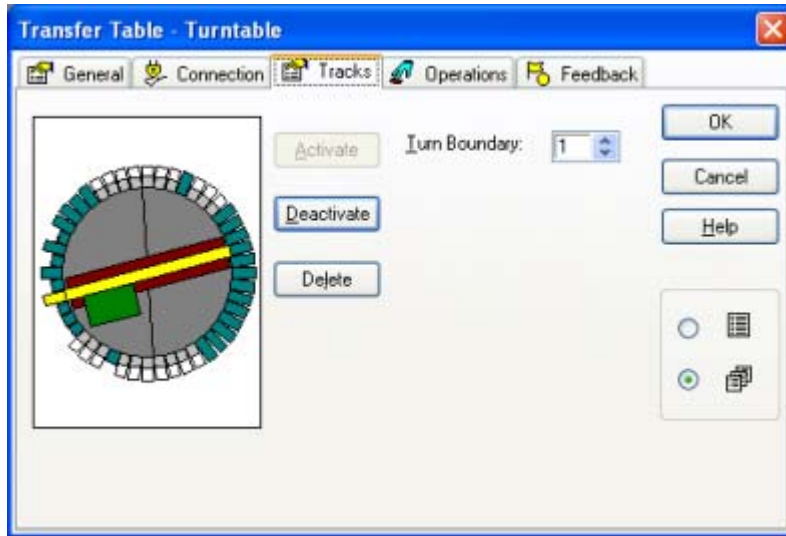 Transfer Table - Turntable
General Connection Tracks Operations Feedback
Activate
Turn Boundary: 1
OK
Cancel
Deactivate
Help
Delete